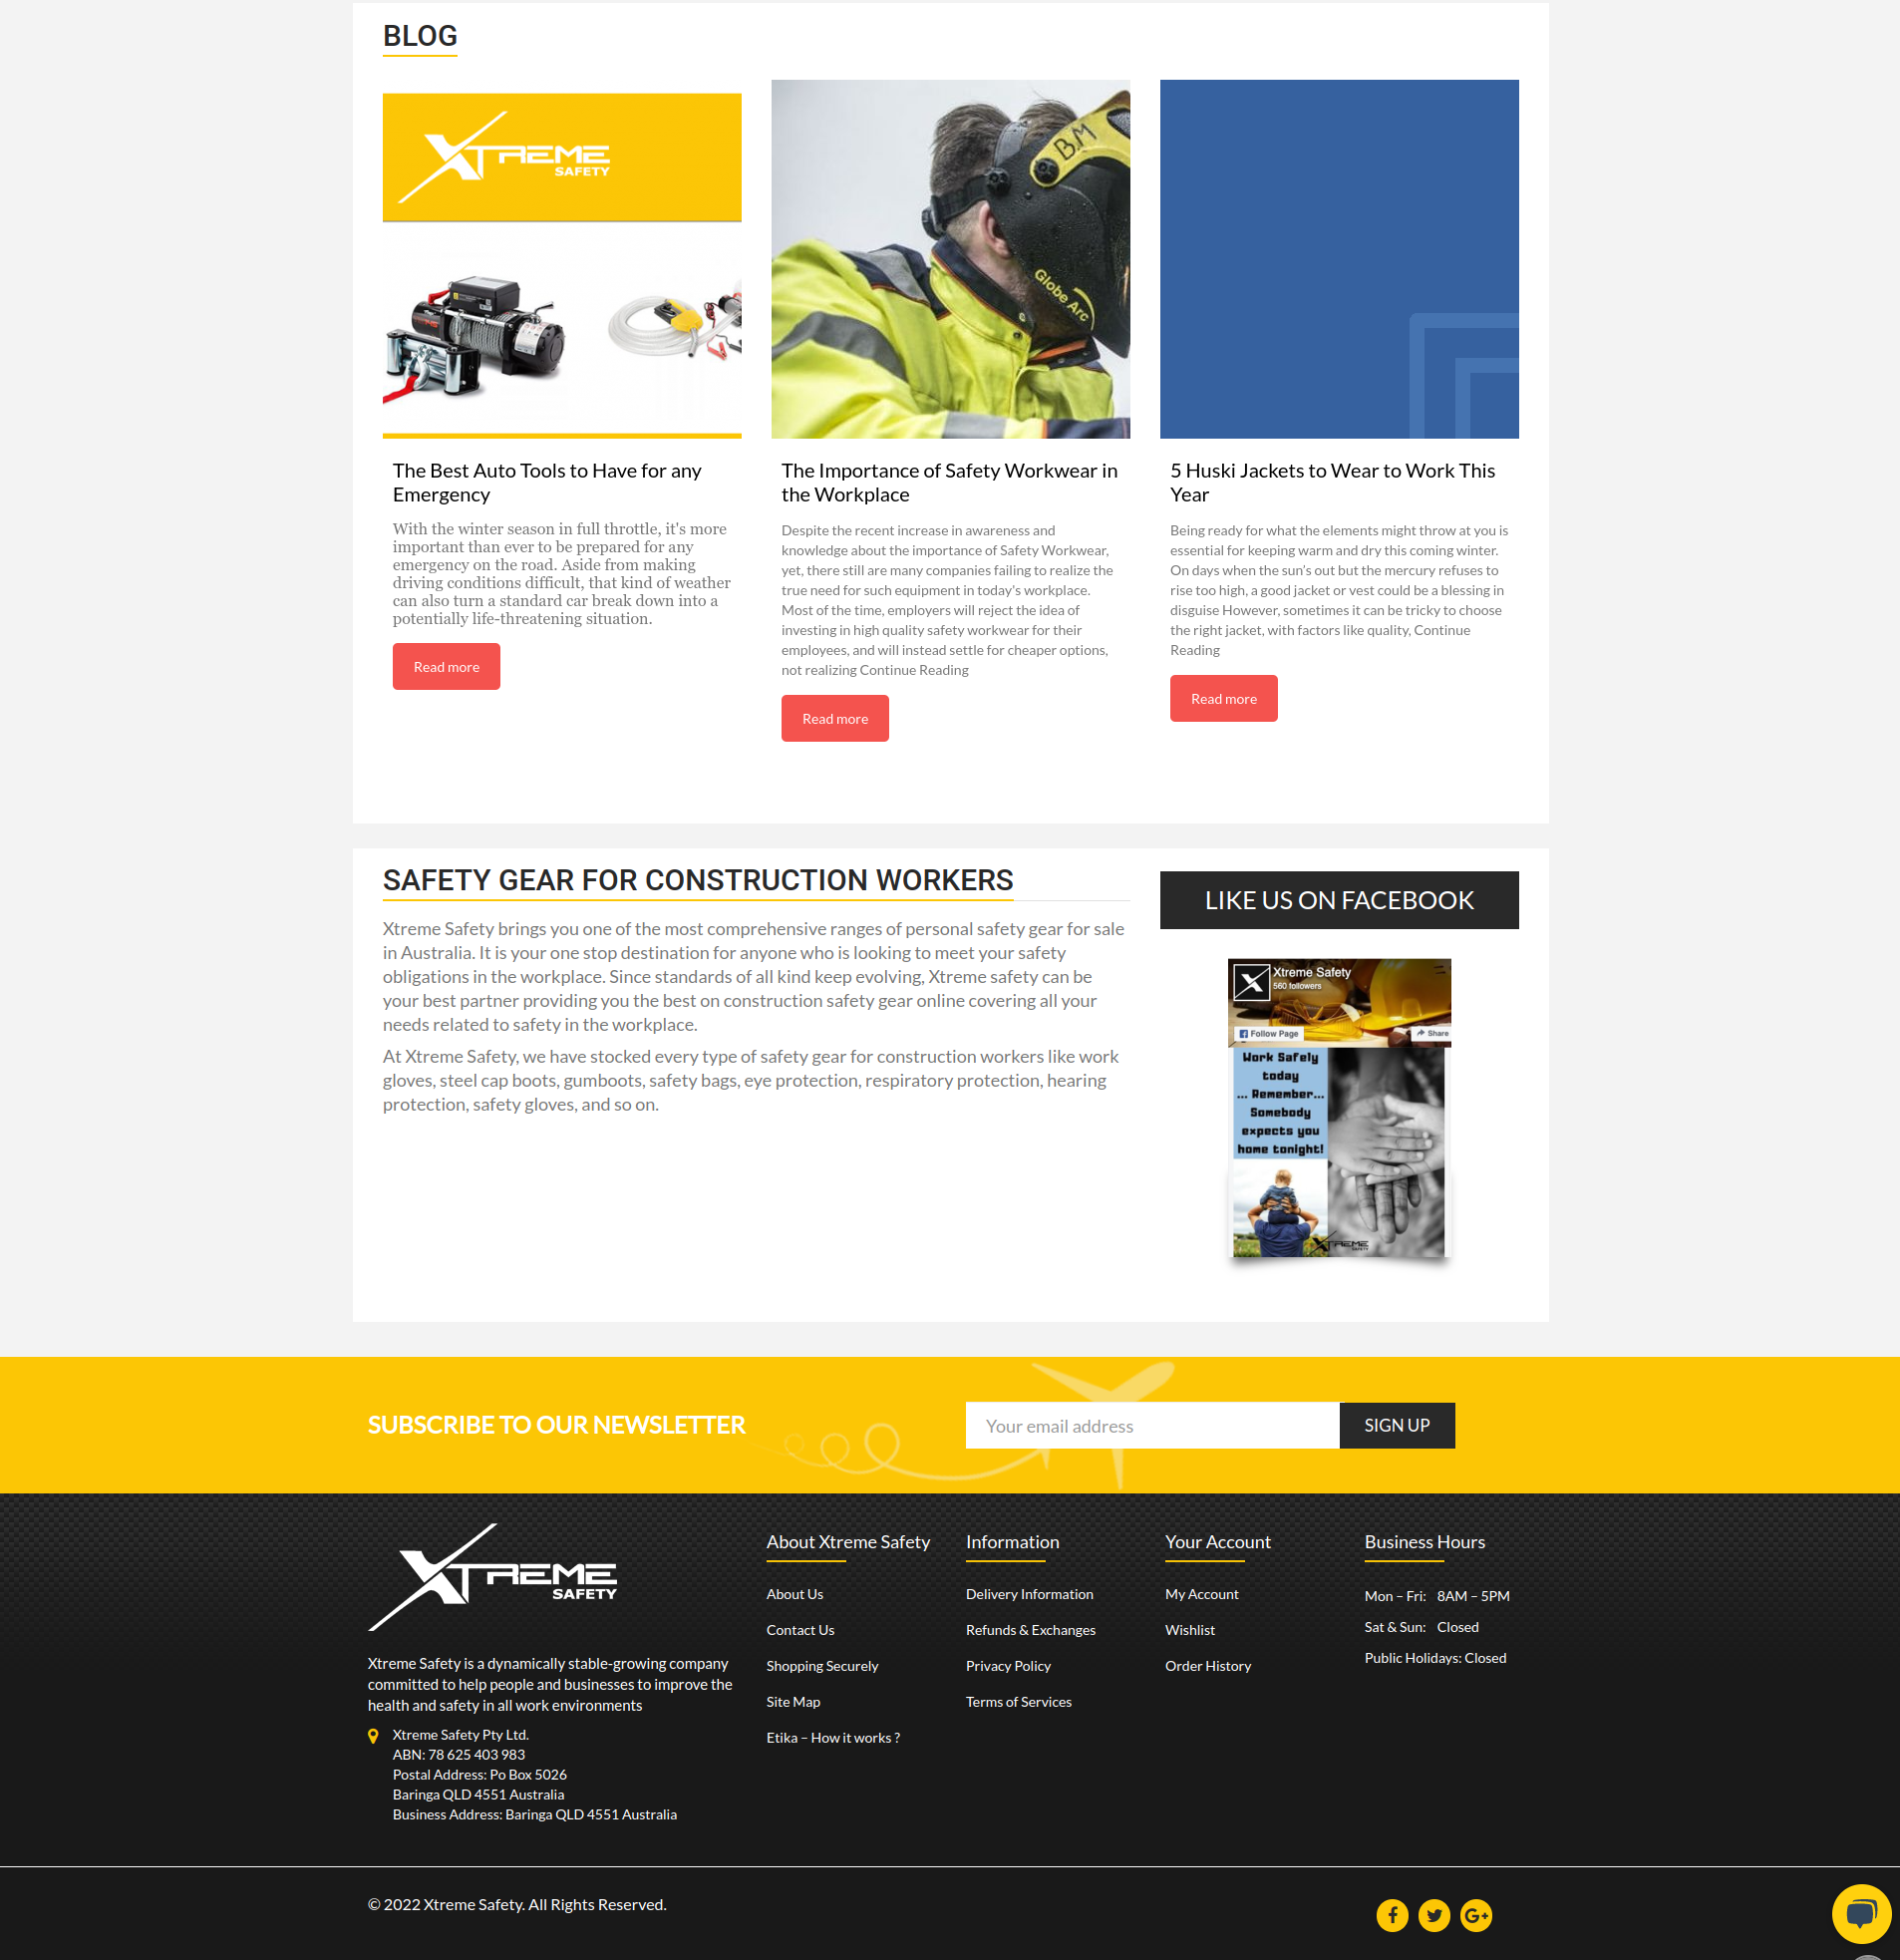 BLOG
XTREME
SAFETY
B.M
Globe Arc
The Best Auto Tools to Have for any
Emergency
With the winter season in full throttle, it's more
important than ever to be prepared for any
emergency on the road. Aside from making
driving conditions difficult, that kind of weather
can also turn a standard car break down into a
potentially life-threatening situation.
Read more
The Importance of Safety Workwear in
the Workplace
Despite the recent increase in awareness and
knowledge about the importance of Safety Workwear,
yet, there still are many companies failing to realize the
true need for such equipment in today's workplace.
Most of the time, employers will reject the idea of
investing in high quality safety workwear for their
employees, and will instead settle for cheaper options,
not realizing Continue Reading
Read more
5 Huski Jackets to Wear to Work This
Year
Being ready for what the elements might throw at you is
essential for keeping warm and dry this coming winter.
On days when the sun's out but the mercury refuses to
rise too high, a good jacket or vest could be a blessing in
disguise However, sometimes it can be tricky to choose
the right jacket, with factors like quality, Continue
Reading
Read more
SAFETY GEAR FOR CONSTRUCTION WORKERS
Xtreme Safety brings you one of the most comprehensive ranges of personal safety gear for sale
in Australia. It is your one stop destination for anyone who is looking to meet your safety
obligations in the workplace. Since standards of all kind keep evolving, Xtreme safety can be
your best partner providing you the best on construction safety gear online covering all your
needs related to safety in the workplace.
At Xtreme Safety, we have stocked every type of safety gear for construction workers like work
gloves, steel cap boots, gumboots, safety bags, eye protection, respiratory protection, hearing
protection, safety gloves, and so on.
LIKE US ON FACEBOOK
Xtreme Safety
560 followers
Follow Page
Share
Work Safely
today
... Remember...
Somebody
expects you
home tonight!
XTREME
SAFETY
SUBSCRIBE TO OUR NEWSLETTER
Your email address
SIGN UP
XTREME
SAFETY
Xtreme Safety is a dynamically stable-growing company
committed to help people and businesses to improve the
health and safety in all work environments
Xtreme Safety Pty Ltd.
ABN: 78 625 403 983
Postal Address: Po Box 5026
Baringa QLD 4551 Australia
Business Address: Baringa QLD 4551 Australia
About Xtreme Safety
About Us
Contact Us
Shopping Securely
Site Map
Etika – How it works ?
Information
Delivery Information
Refunds & Exchanges
Privacy Policy
Terms of Services
Your Account
My Account
Wishlist
Order History
Business Hours
Mon – Fri: 8AM – 5PM
Sat & Sun: Closed
Public Holidays: Closed
© 2022 Xtreme Safety. All Rights Reserved.